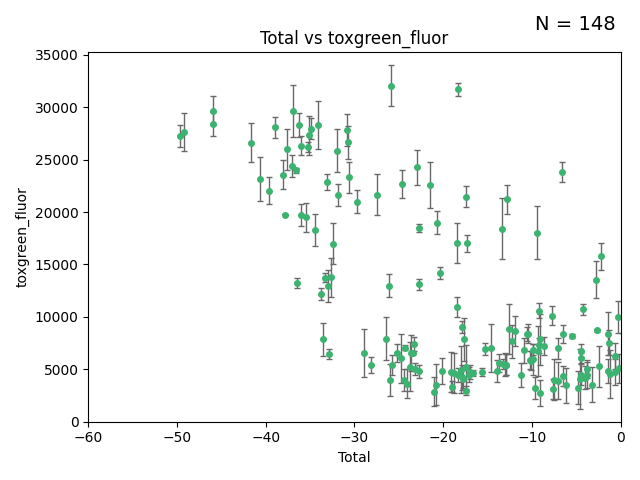 N = 148
Total vs toxgreen_fluor
toxgreen_fluor
35000
30000
25000
20000
15000
10000
5000
0
−60 −50 −40 −30 −20 −10 0
Total